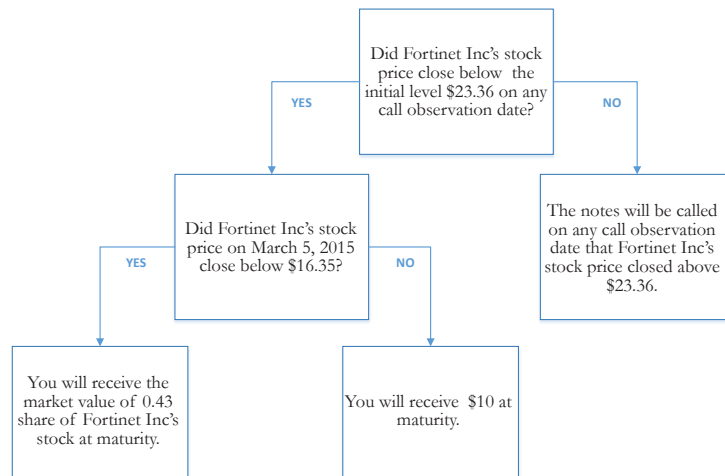 Did Fortinet Inc's stock
price close below the
initial level $23.36 on any
call observation date?
YES
NO
Did Fortinet Inc's stock
price on March 5, 2015
close below $16.35?
The notes will be called
on any call observation
date that Fortinet Inc's
stock price closed above
$23.36.
YES
NO
You will receive the
market value of 0.43
share of Fortinet Inc's
stock at maturity.
You will receive $10 at
maturity.